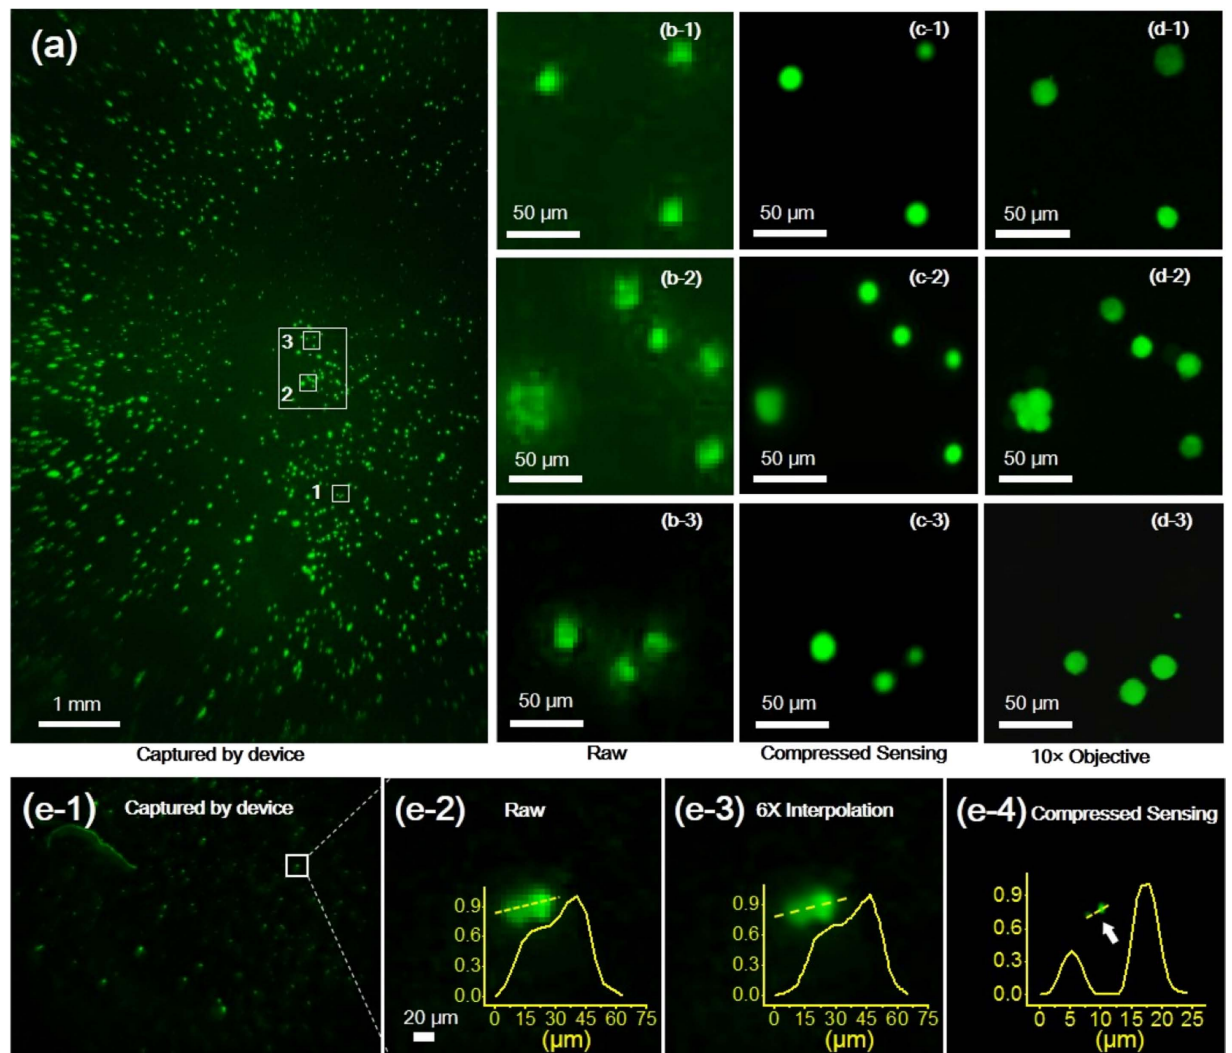 (a)
3
2
1
1 mm
Captured by device
(b-1)
50 µm
(c-1)
50 µm
(d-1)
50 µm
(b-2)
50 µm
(c-2)
50 µm
(d-2)
50 µm
(b-3)
50 µm
(c-3)
50 µm
(d-3)
50 µm
Raw
Compressed Sensing
10× Objective
(e-1) Captured by device
(e-2) Raw
0.9
0.6
0.3
0.0
0 15 30 45 60 75
(µm)
20 µm
(e-3) 6X Interpolation
0.9
0.6
0.3
0.0
0 15 30 45 60 75
(µm)
(e-4) Compressed Sensing
0.9
0.6
0.3
0.0
0 5 10 15 20 25
(µm)